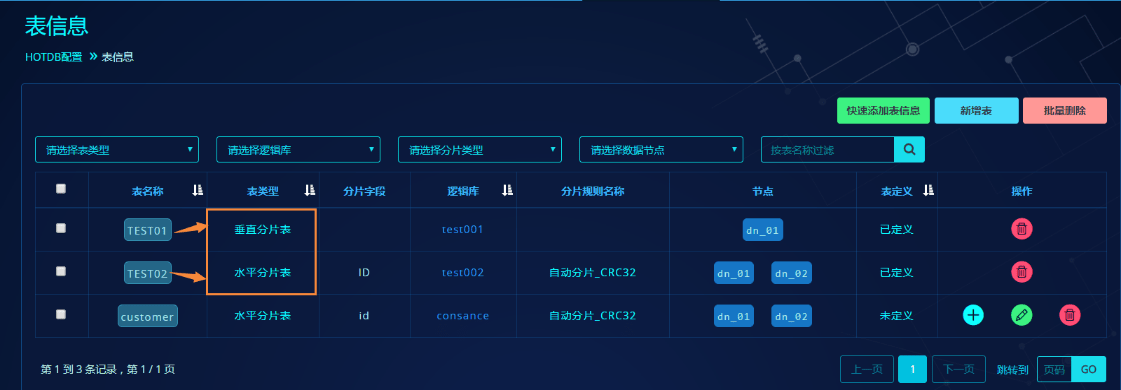 表信息
HOTDB配置 » 表信息
快速添加表信息 新增表 批量删除
请选择表类型 请选择逻辑库 请选择分片类型 请选择数据节点 按表名称过滤
表名称 表类型 分片字段 逻辑库 分片规则名称 节点 表定义 操作
TEST01 垂直分片表 test001 dn_01 已定义
TEST02 水平分片表 ID test002 自动分片_CRC32 dn_01 dn_02 已定义
customer 水平分片表 id consance 自动分片_CRC32 dn_01 dn_02 未定义
第 1 到 3 条记录，第 1 / 1 页 上一页 1 下一页 跳转到 页码 GO